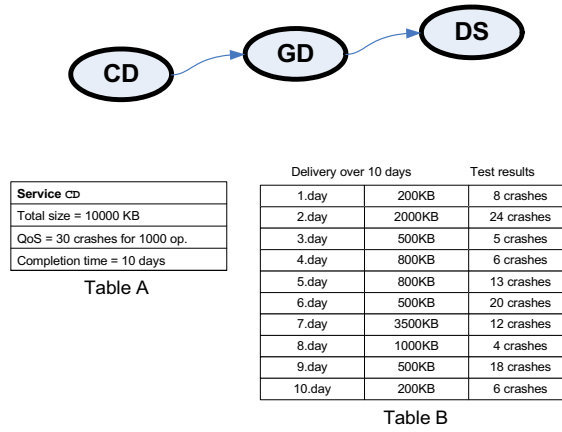 CD
GD
DS
Service CD
Total size = 10000 KB
QoS = 30 crashes for 1000 op.
Completion time = 10 days
Table A
Delivery over 10 days Test results
1.day 200KB 8 crashes
2.day 2000KB 24 crashes
3.day 500KB 5 crashes
4.day 800KB 6 crashes
5.day 800KB 13 crashes
6.day 500KB 20 crashes
7.day 3500KB 12 crashes
8.day 1000KB 4 crashes
9.day 500KB 18 crashes
10.day 200KB 6 crashes
Table B